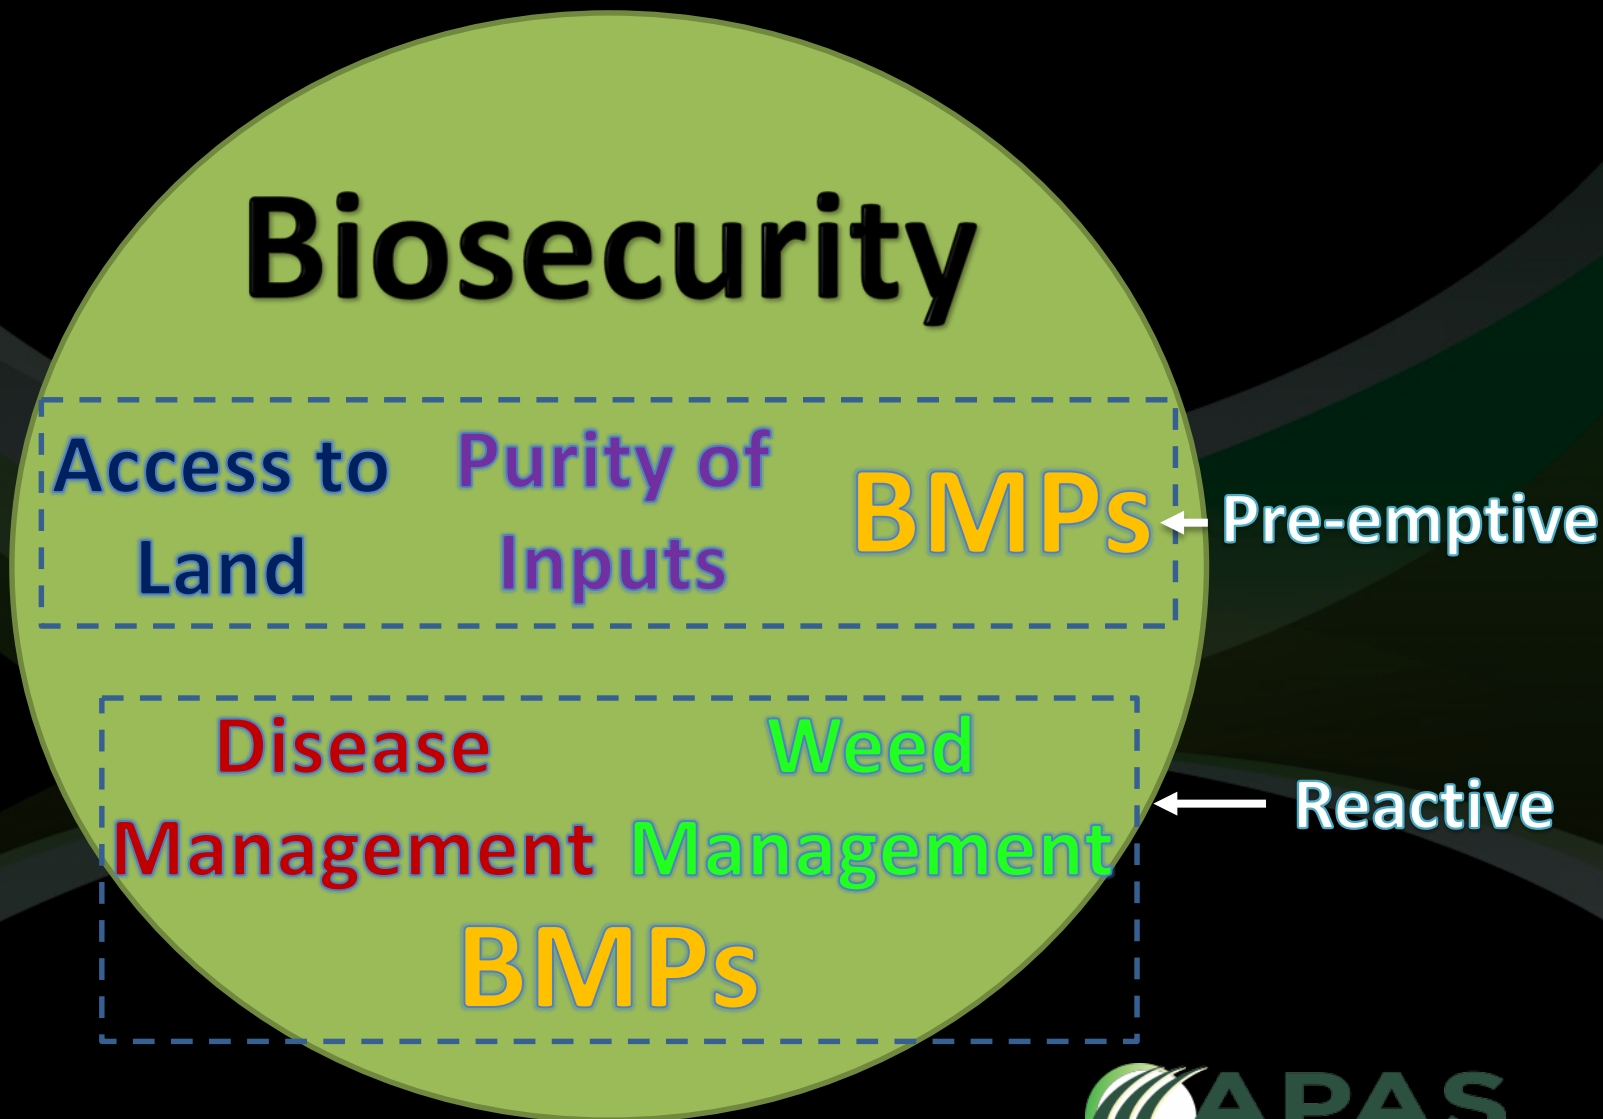 Biosecurity
Access to
Land
Purity of
Inputs
BMPs
Pre-emptive
Disease
Management
Weed
Management
BMPs
Reactive
APAS